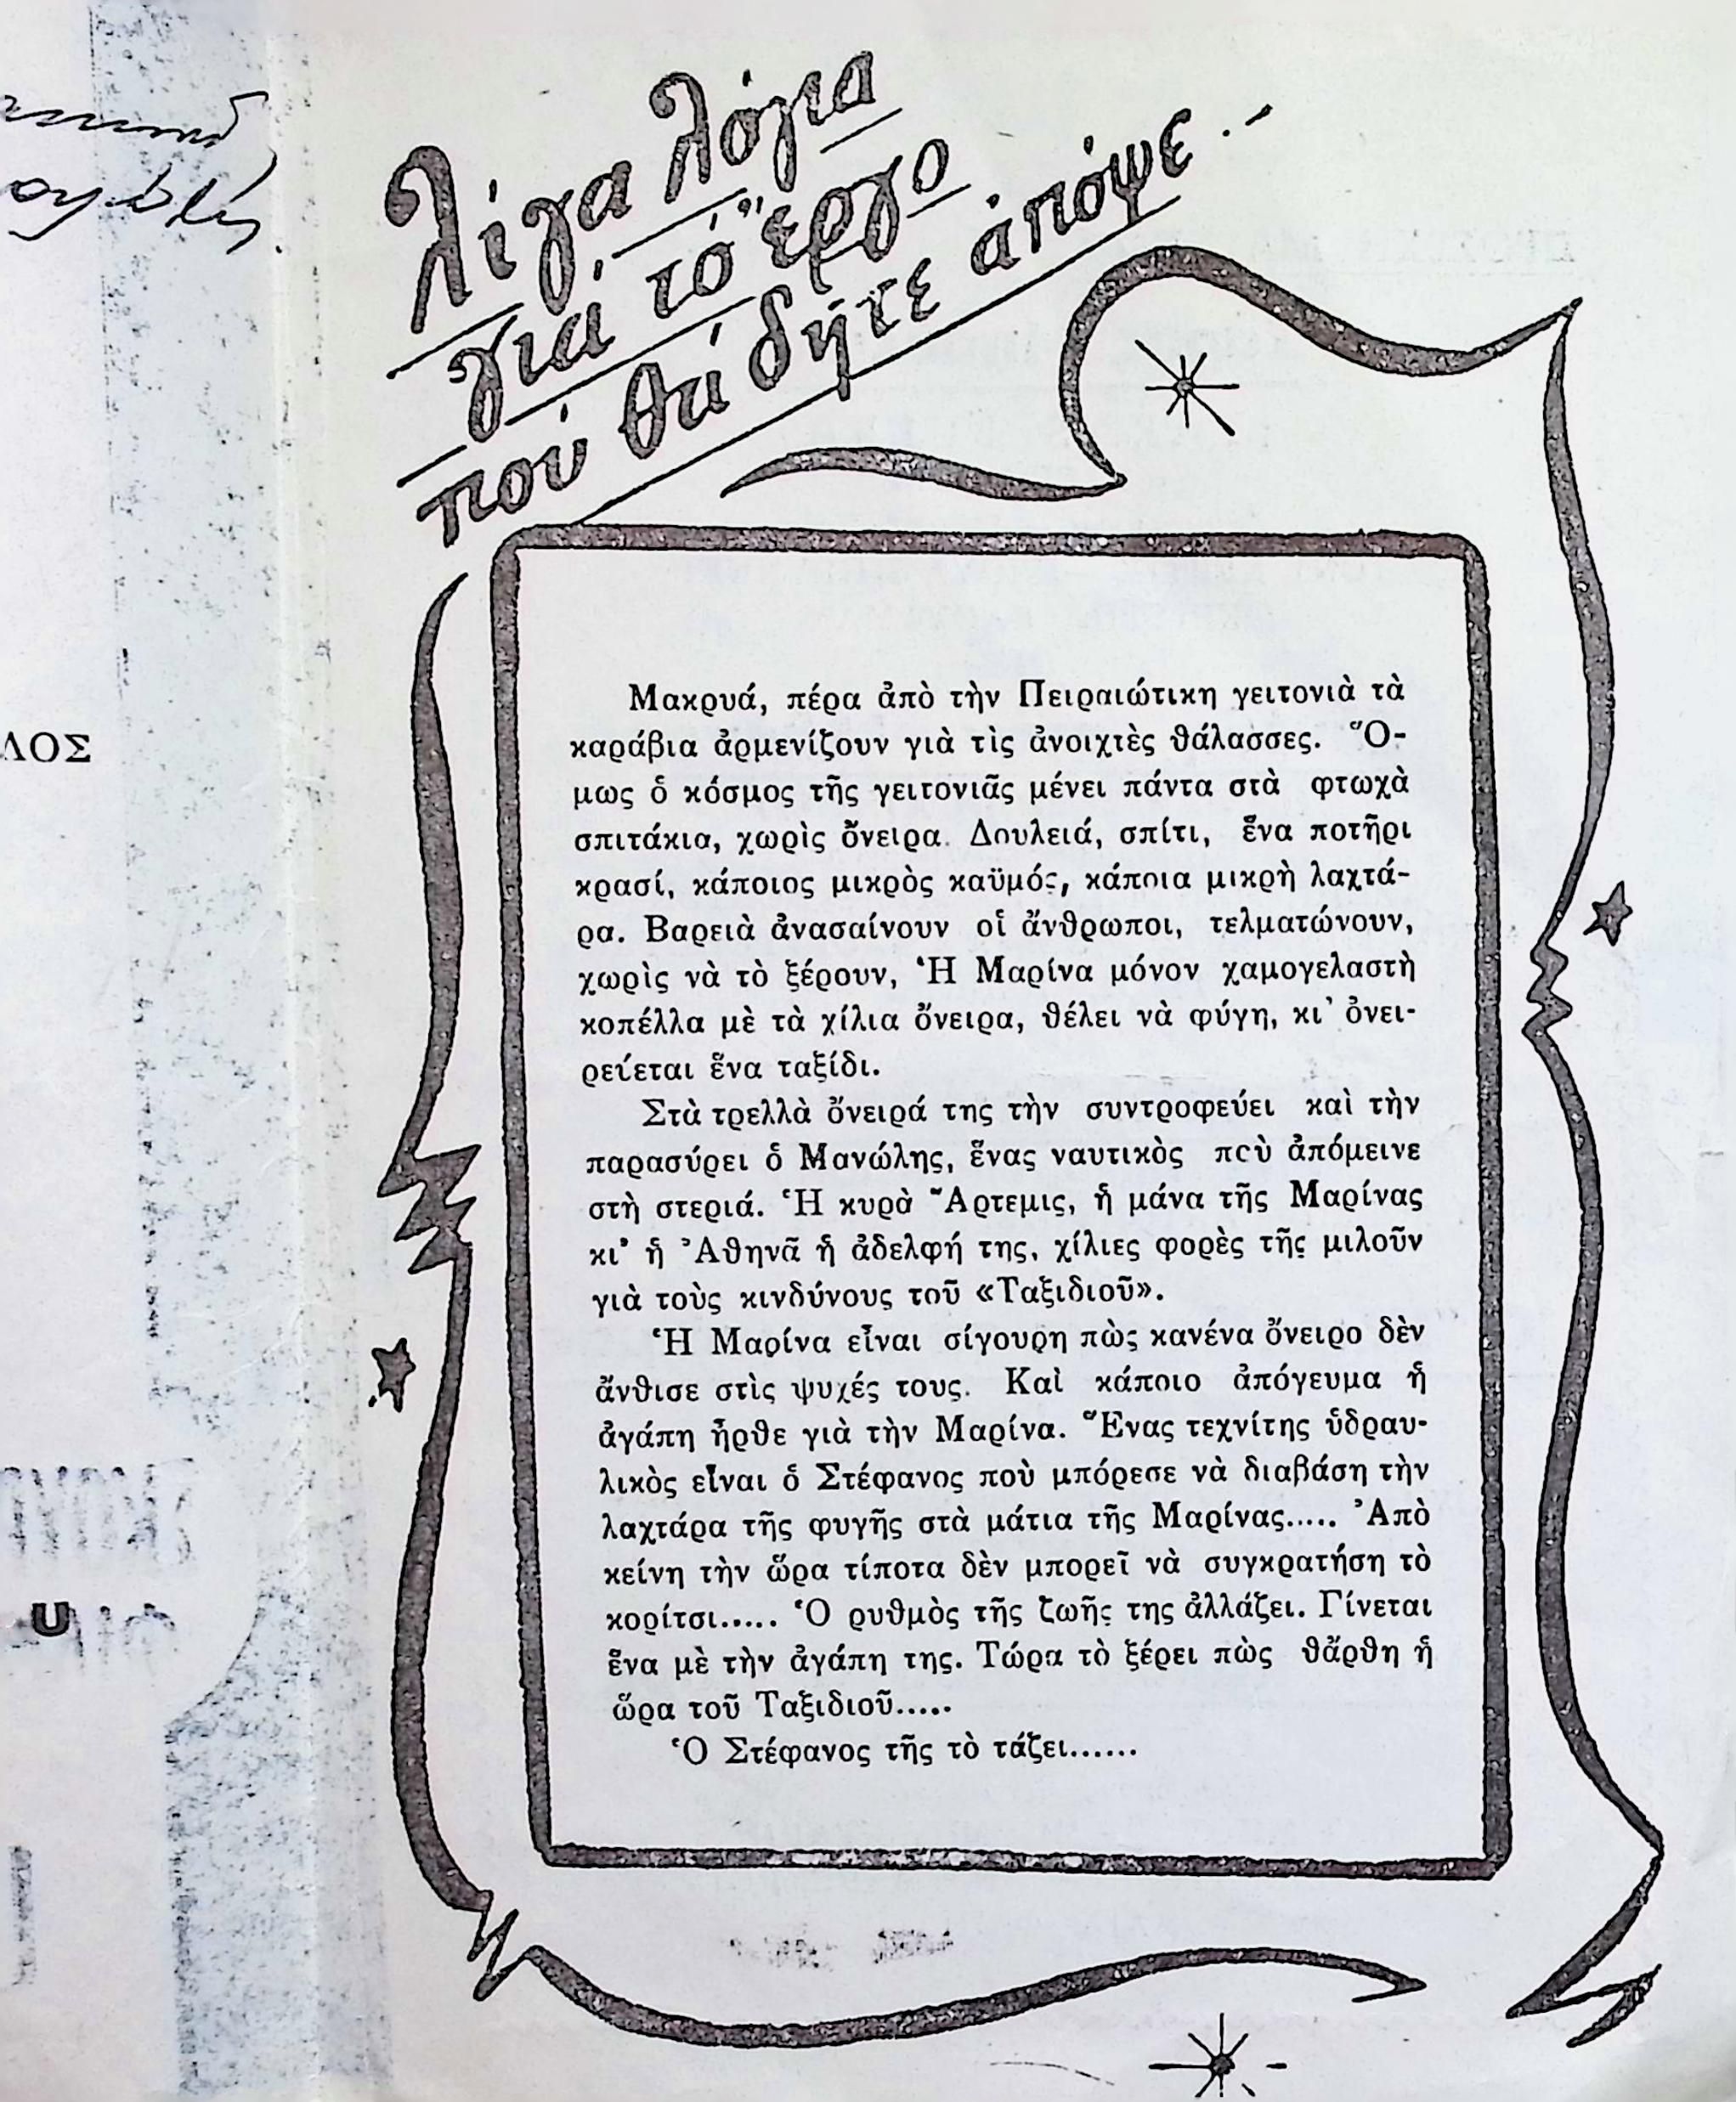 Λίγα λόγια
γιά τό ἔργο
πού θά δῆτε ἀπόψε.-
ΛΟΣ
Μακρυά, πέρα ἀπὸ τὴν Πειραιώτικη γειτονιὰ τὰ
καράβια ἀρμενίζουν γιὰ τὶς ἀνοιχτὲς θάλασσες. Ὅ-
μως ὁ κόσμος τῆς γειτονιᾶς μένει πάντα στὰ φτωχὰ
σπιτάκια, χωρὶς ὄνειρα. Δουλειά, σπίτι, ἕνα ποτῆρι
κρασί, κάποιος μικρὸς καϋμός, κάποια μικρὴ λαχτά-
ρα. Βαρειὰ ἀνασαίνουν οἱ ἄνθρωποι, τελματώνουν,
χωρὶς νὰ τὸ ξέρουν, Ἡ Μαρίνα μόνον χαμογελαστὴ
κοπέλλα μὲ τὰ χίλια ὄνειρα, θέλει νὰ φύγη, κι᾽ ὀνει-
ρεύεται ἕνα ταξίδι.
Στὰ τρελλὰ ὄνειρά της τὴν συντροφεύει καὶ τὴν
παρασύρει ὁ Μανώλης, ἕνας ναυτικὸς ποὺ ἀπόμεινε
στὴ στεριά. Ἡ κυρὰ Ἄρτεμις, ἡ μάνα τῆς Μαρίνας
κι᾽ ἡ Ἀθηνᾶ ἡ ἀδελφή της, χίλιες φορὲς τῆς μιλοῦν
γιὰ τοὺς κινδύνους τοῦ «Ταξιδιοῦ».
Ἡ Μαρίνα εἶναι σίγουρη πὼς κανένα ὄνειρο δὲν
ἄνθισε στὶς ψυχές τους. Καὶ κάποιο ἀπόγευμα ἡ
ἀγάπη ἦρθε γιὰ τὴν Μαρίνα. Ἕνας τεχνίτης ὑδραυ-
λικὸς εἶναι ὁ Στέφανος ποὺ μπόρεσε νὰ διαβάση τὴν
λαχτάρα τῆς φυγῆς στὰ μάτια τῆς Μαρίνας..... Ἀπὸ
κείνη τὴν ὥρα τίποτα δὲν μπορεῖ νὰ συγκρατήση τὸ
κορίτσι..... Ὁ ρυθμὸς τῆς ζωῆς της ἀλλάζει. Γίνεται
ἕνα μὲ τὴν ἀγάπη της. Τώρα τὸ ξέρει πὼς θἄρθη ἡ
ὥρα τοῦ Ταξιδιοῦ.....
Ὁ Στέφανος τῆς τὸ τάζει......